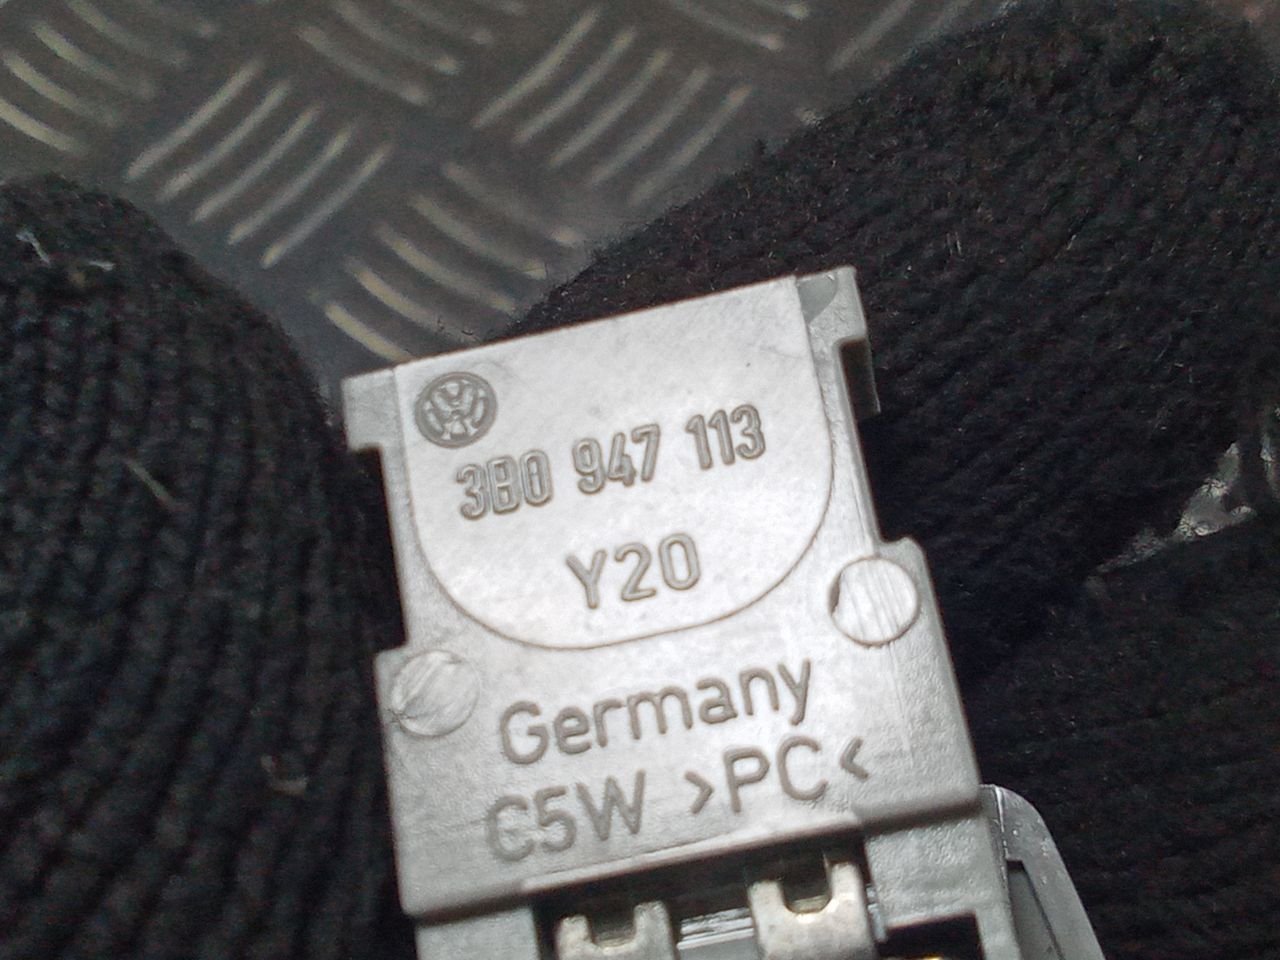 3B0 947 113
Y20
Germany
C5W >PC<